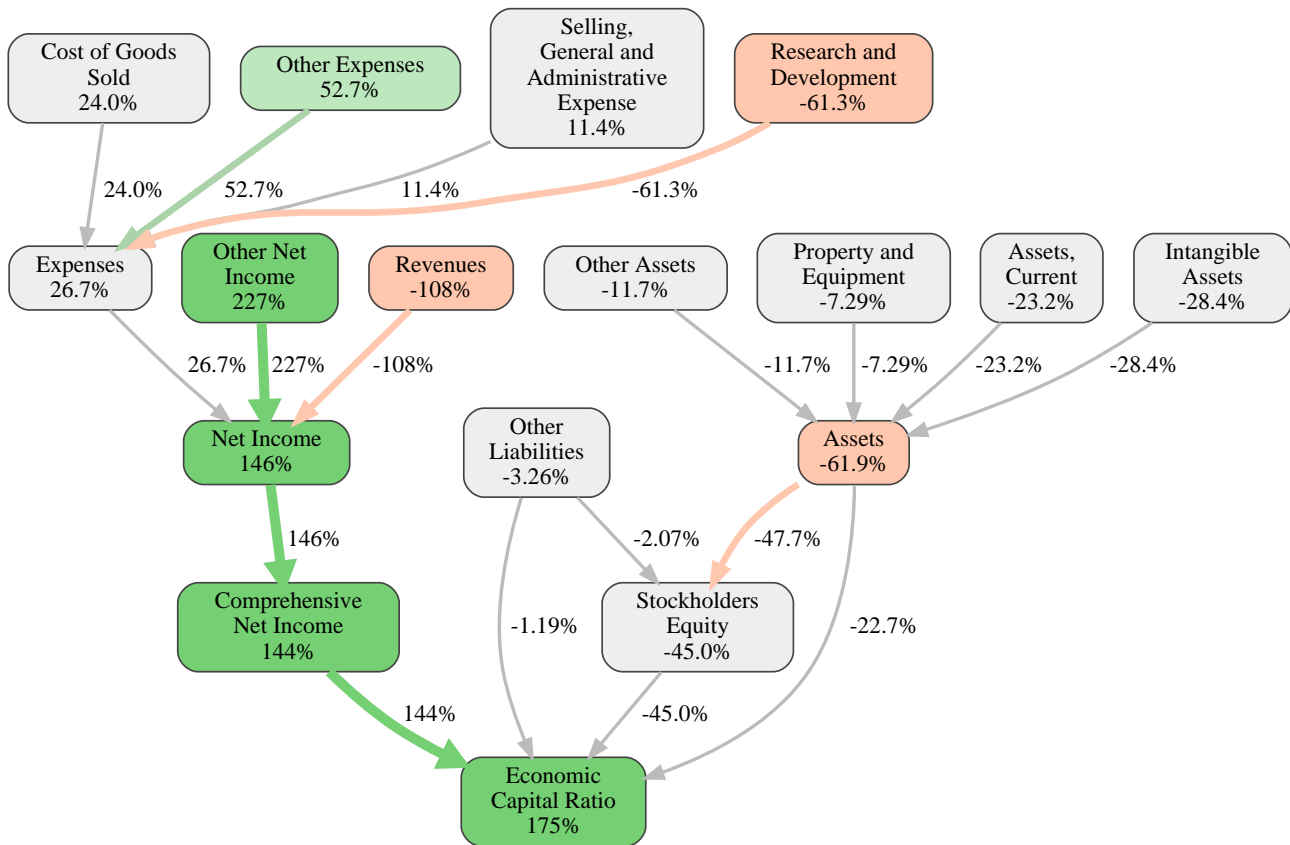 Cost of Goods
Sold
24.0%
Other Expenses
52.7%
Selling,
General and
Administrative
Expense
11.4%
Research and
Development
-61.3%
24.0%
52.7%
11.4%
-61.3%
Expenses
26.7%
Other Net
Income
227%
Revenues
-108%
Other Assets
-11.7%
Property and
Equipment
-7.29%
Assets,
Current
-23.2%
Intangible
Assets
-28.4%
26.7%
227%
-108%
-11.7%
-7.29%
-23.2%
-28.4%
Net Income
146%
Other
Liabilities
-3.26%
Assets
-61.9%
146%
-2.07%
-47.7%
Comprehensive
Net Income
144%
-1.19%
Stockholders
Equity
-45.0%
-22.7%
144%
-45.0%
Economic
Capital Ratio
175%